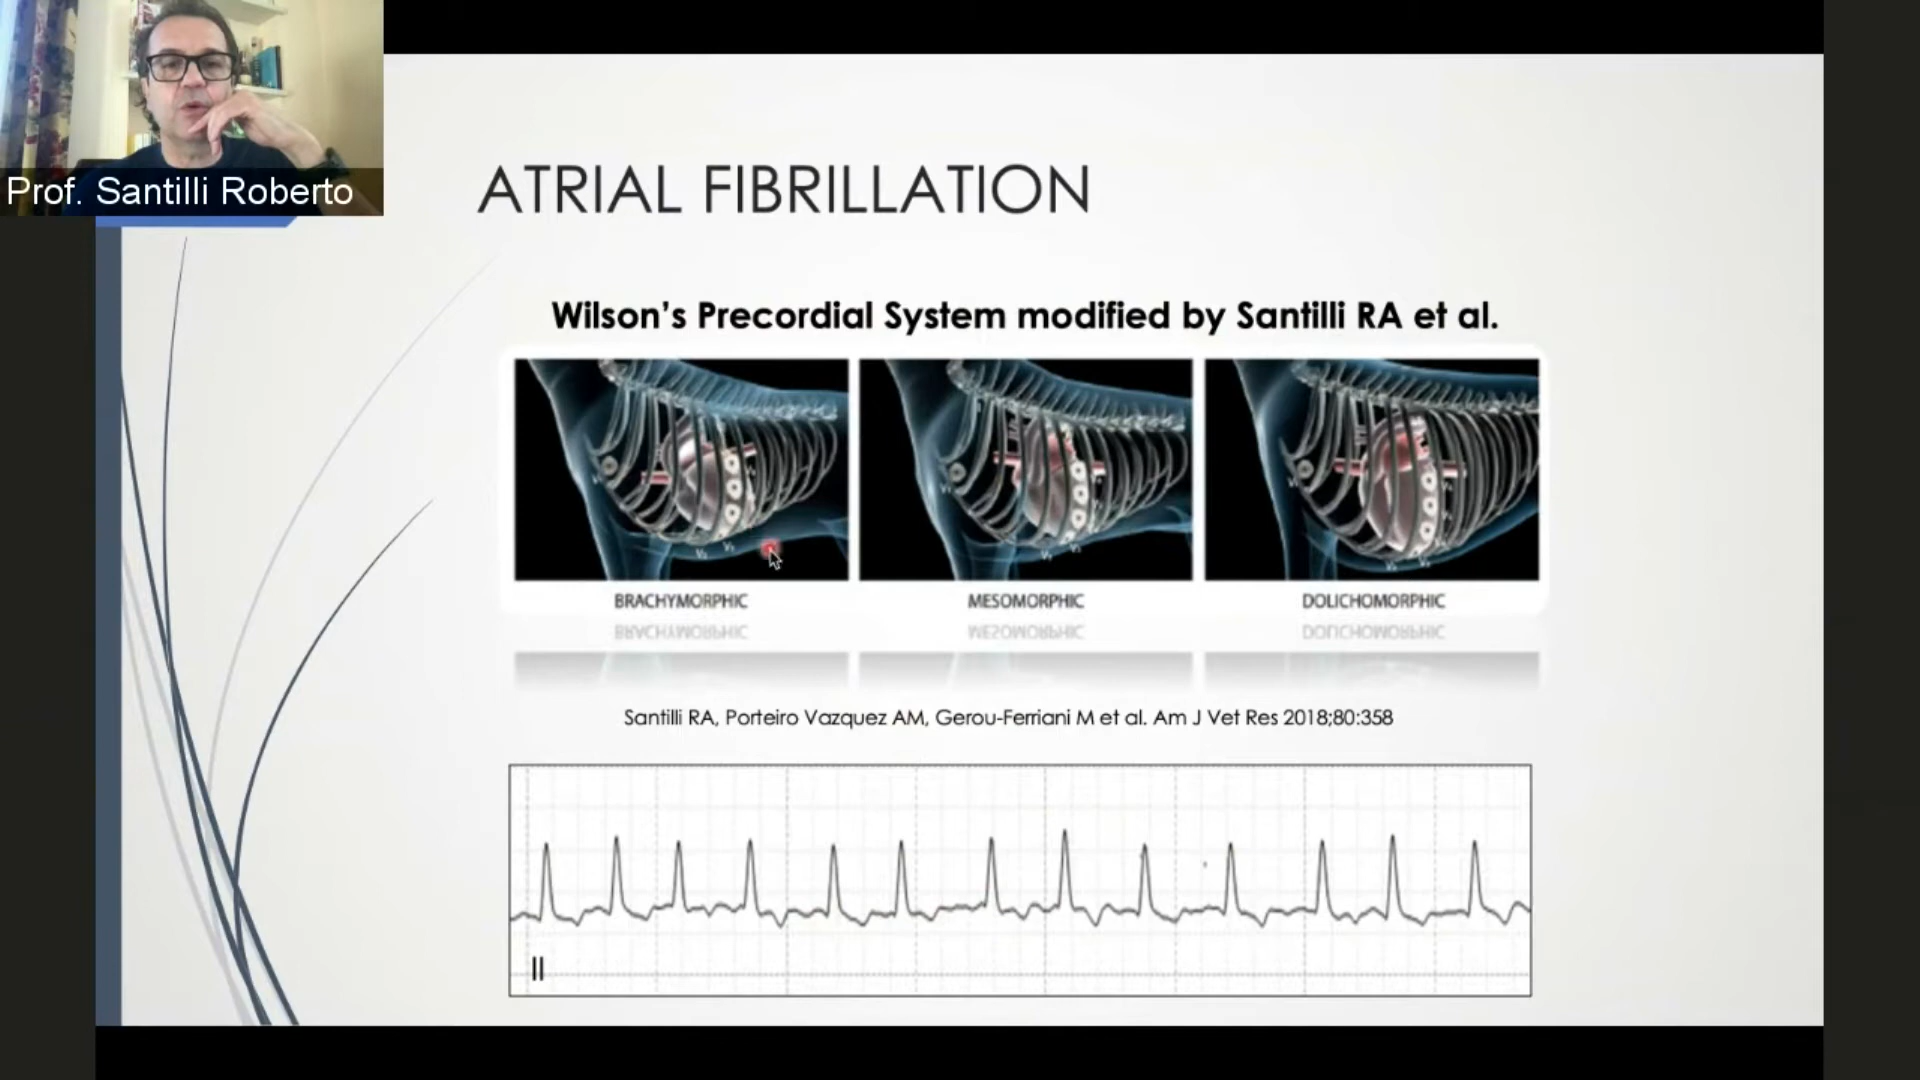 Prof. Santilli Roberto
ATRIAL FIBRILLATION
Wilson's Precordial System modified by Santilli RA et al.
BRACHYMORPHIC MESOMORPHIC DOLICHOMORPHIC
Santilli RA, Porteiro Vazquez AM, Gerou-Ferriani M et al. Am J Vet Res 2018;80:358
II